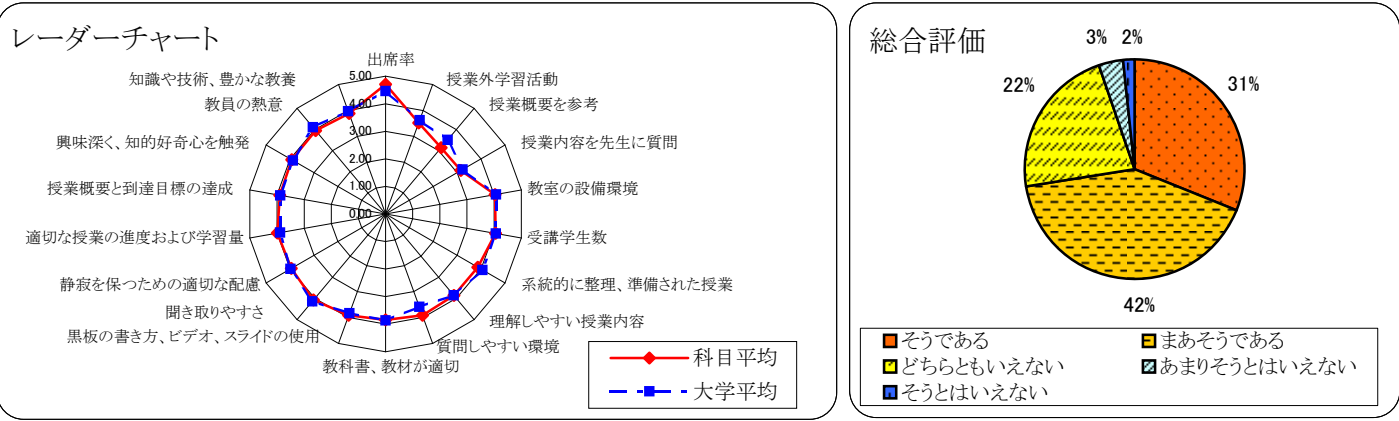 レーダーチャート
出席率
授業外学習活動
授業概要を参考
授業内容を先生に質問
教室の設備環境
受講学生数
系統的に整理、準備された授業
理解しやすい授業内容
質問しやすい環境
教科書、教材が適切
黒板の書き方、ビデオ、スライドの使用
聞き取りやすさ
静寂を保つための適切な配慮
適切な授業の進度および学習量
授業概要と到達目標の達成
興味深く、知的好奇心を触発
教員の熱意
知識や技術、豊かな教養
5.00
4.00
3.00
2.00
1.00
0.00
科目平均
大学平均
総合評価
3%
2%
31%
22%
42%
そうである
まあそうである
どちらともいえない
あまりそうとはいえない
そうとはいえない